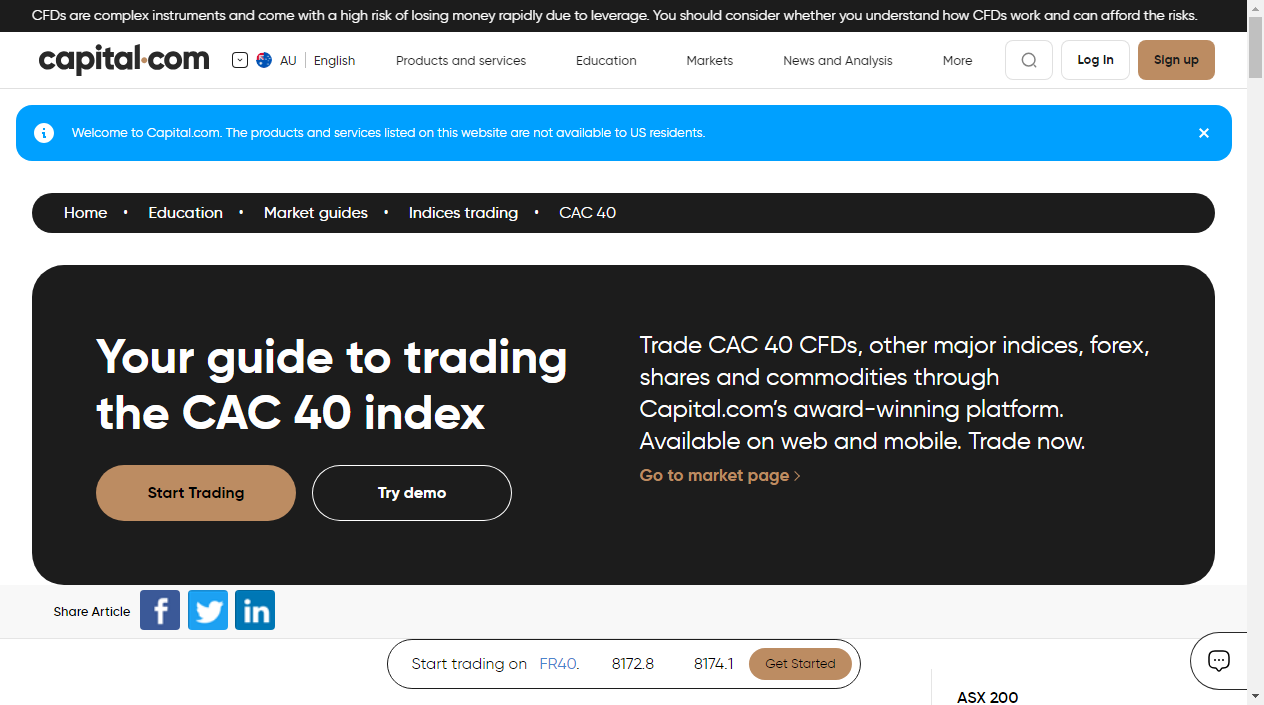 CFDs are complex instruments and come with a high risk of losing money rapidly due to leverage. You should consider whether you understand how CFDs work and can afford the risks.
capital.com AU English Products and services Education Markets News and Analysis More Log In Sign up
Welcome to Capital.com. The products and services listed on this website are not available to US residents.
Home • Education • Market guides • Indices trading • CAC 40
Your guide to trading
the CAC 40 index
Start Trading Try demo
Trade CAC 40 CFDs, other major indices, forex,
shares and commodities through
Capital.com’s award-winning platform.
Available on web and mobile. Trade now.
Go to market page
Share Article
Start trading on FR40. 8172.8 8174.1 Get Started
ASX 200